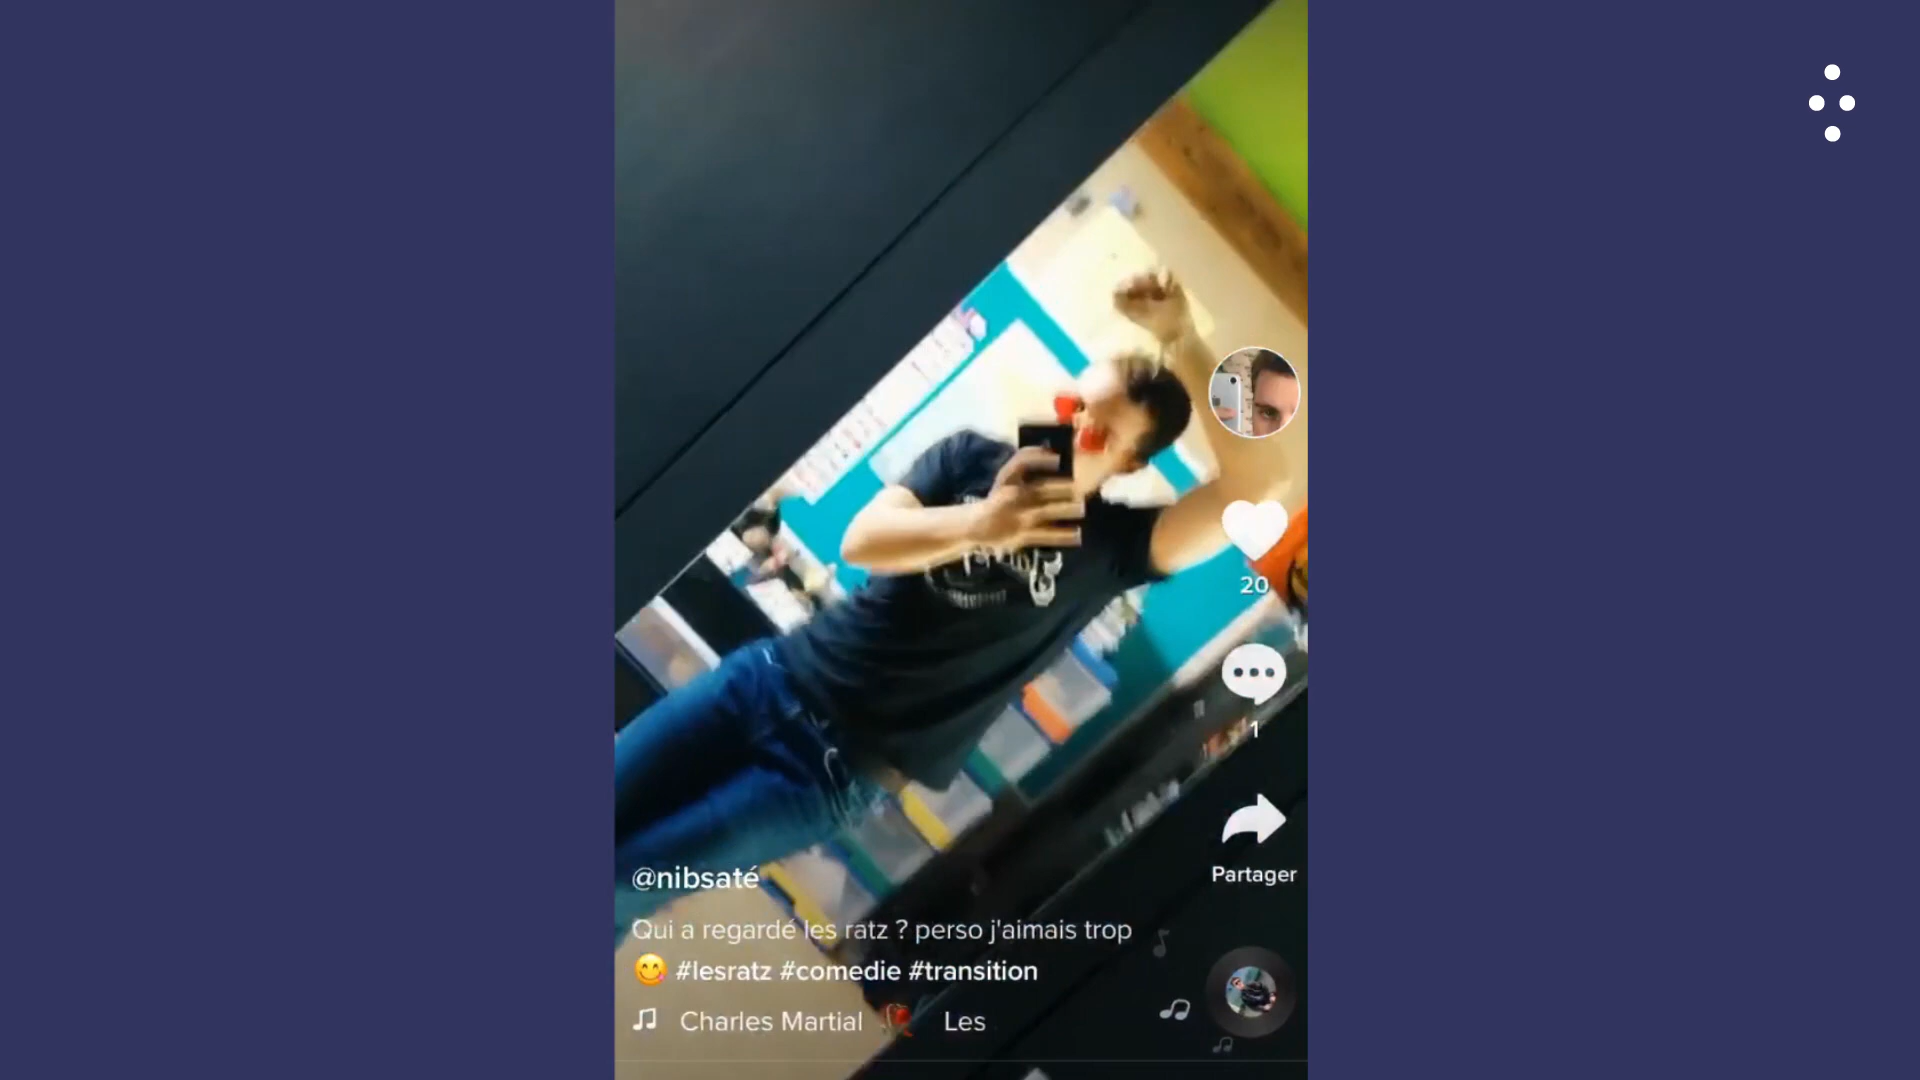 20
1
Partager
@nibsaté
Qui a regardé les ratz ? perso j'aimais trop
😋 #lesratz #comedie #transition
Charles Martial 🥀 Les